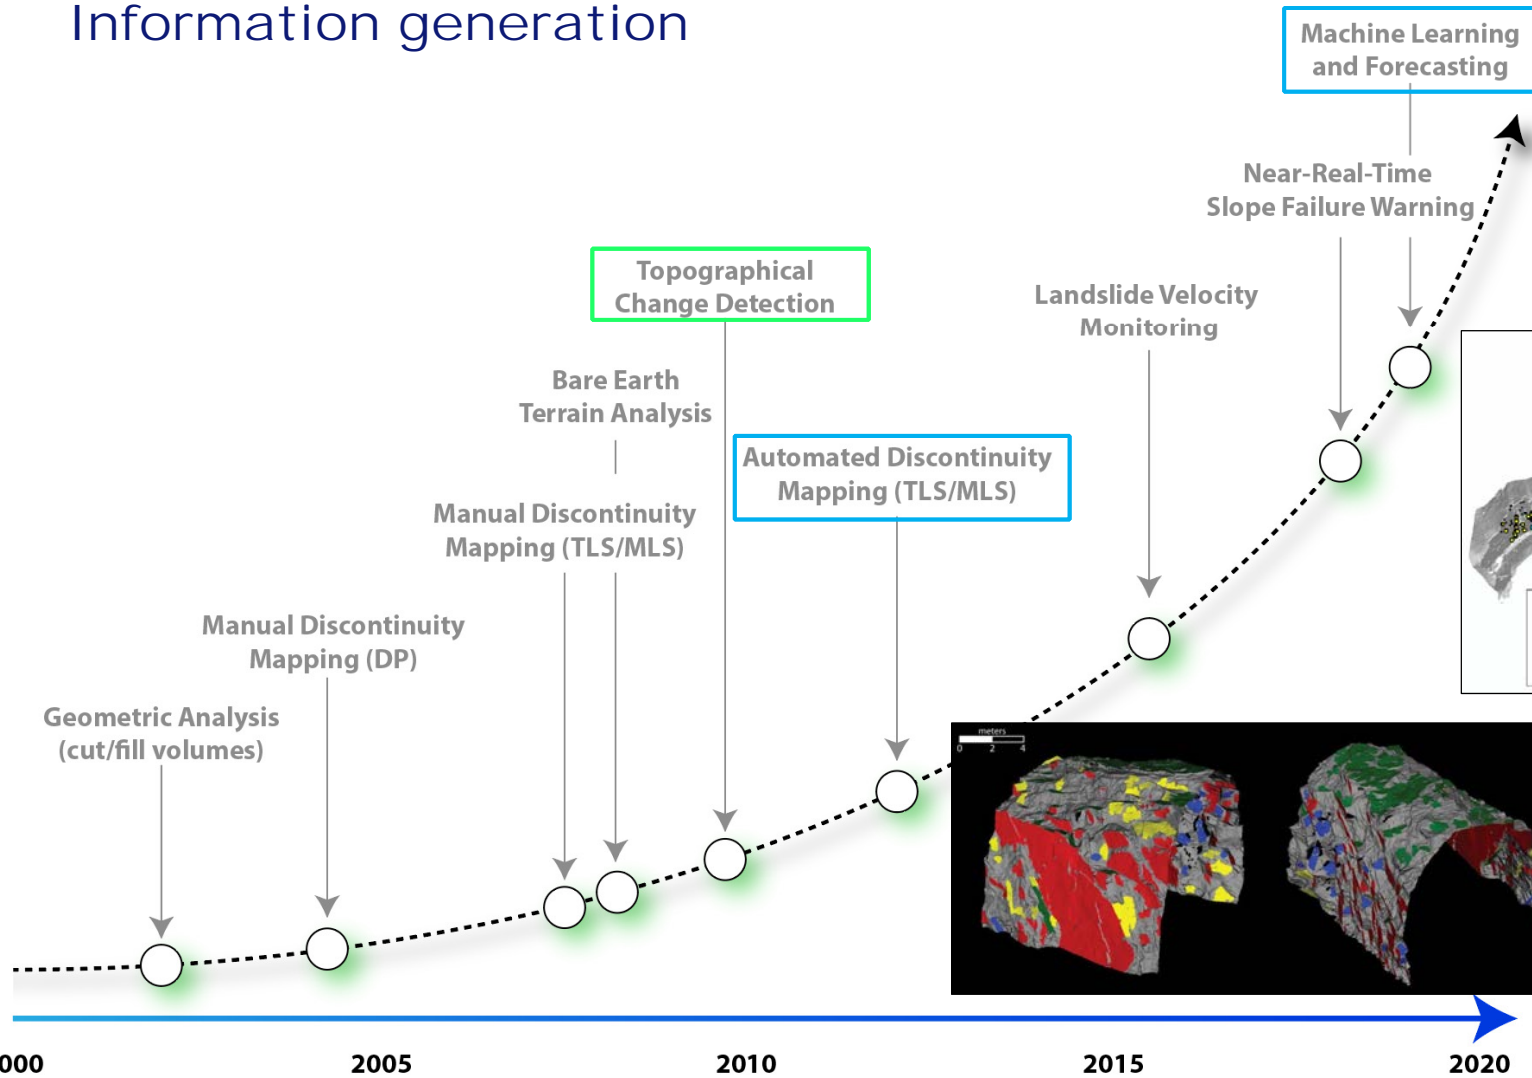 Information generation
Machine Learning
and Forecasting
Near-Real-Time
Slope Failure Warning
Topographical
Change Detection
Landslide Velocity
Monitoring
Bare Earth
Terrain Analysis
Automated Discontinuity
Mapping (TLS/MLS)
Manual Discontinuity
Mapping (TLS/MLS)
Manual Discontinuity
Mapping (DP)
Geometric Analysis
(cut/fill volumes)
meters
0 2 4
000 2005 2010 2015 2020